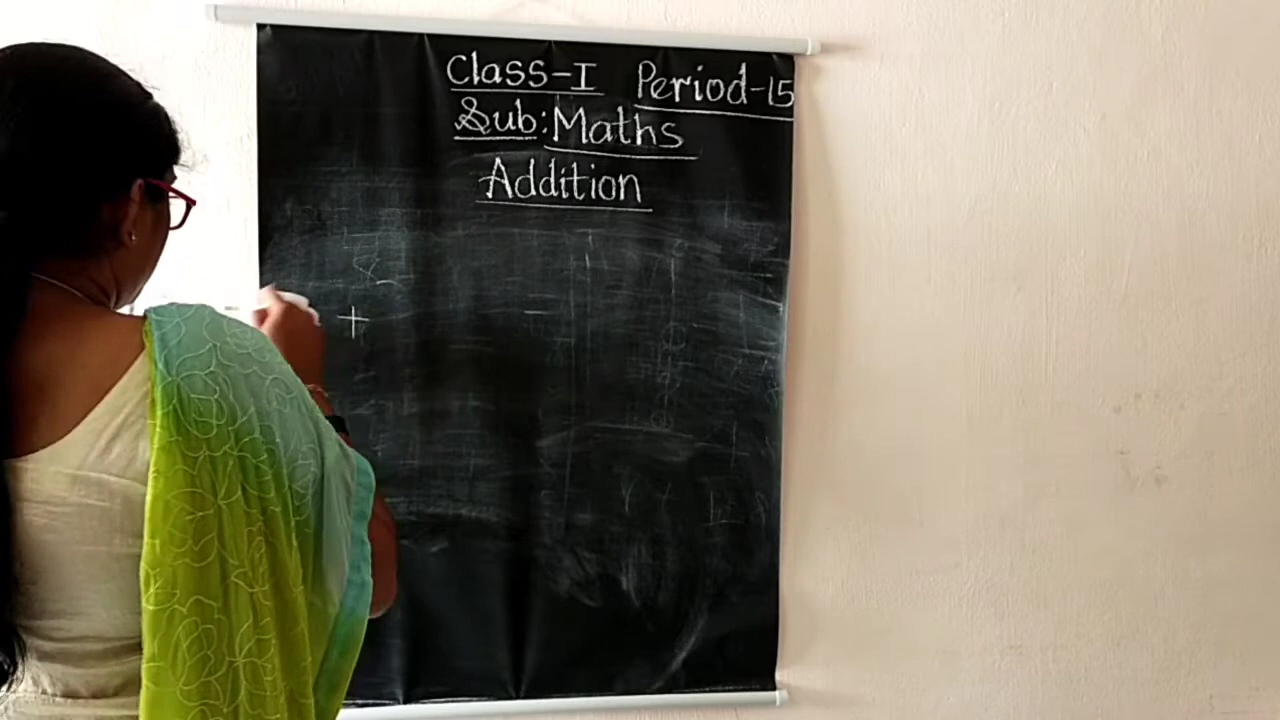 Class-I Period-15
Sub: Maths
Addition
+ -